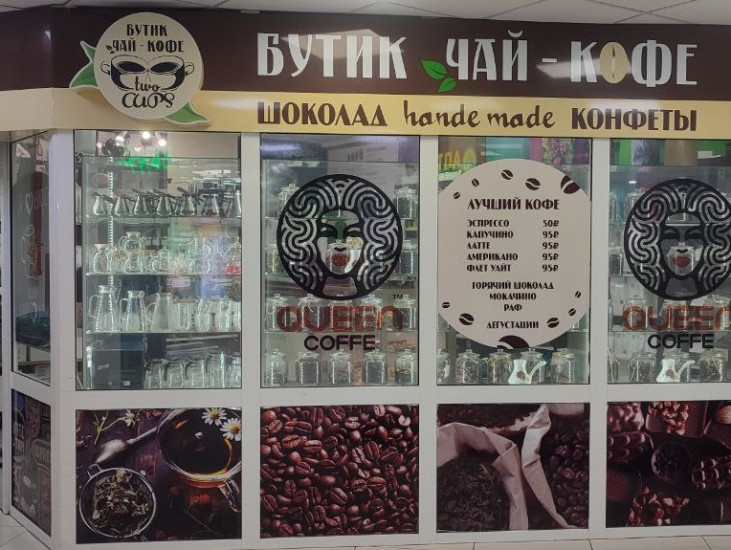 БУТИК
ЧАЙ - КОФЕ
two
CUPS
БУТИК ЧАЙ - КОФЕ
ШОКОЛАД hande made КОНФЕТЫ
ЛУЧШИЙ КОФЕ
ЭСПРЕССО 50₽
КАПУЧИНО 95₽
ЛАТТЕ 95₽
АМЕРИКАНО 95₽
ФЛЕТ УАЙТ 95₽
ГОРЯЧИЙ ШОКОЛАД
МОКАЧИНО
РАФ
ДЕГУСТАЦИИ
QUEEN ™
COFFE
QUEEN
COFFE